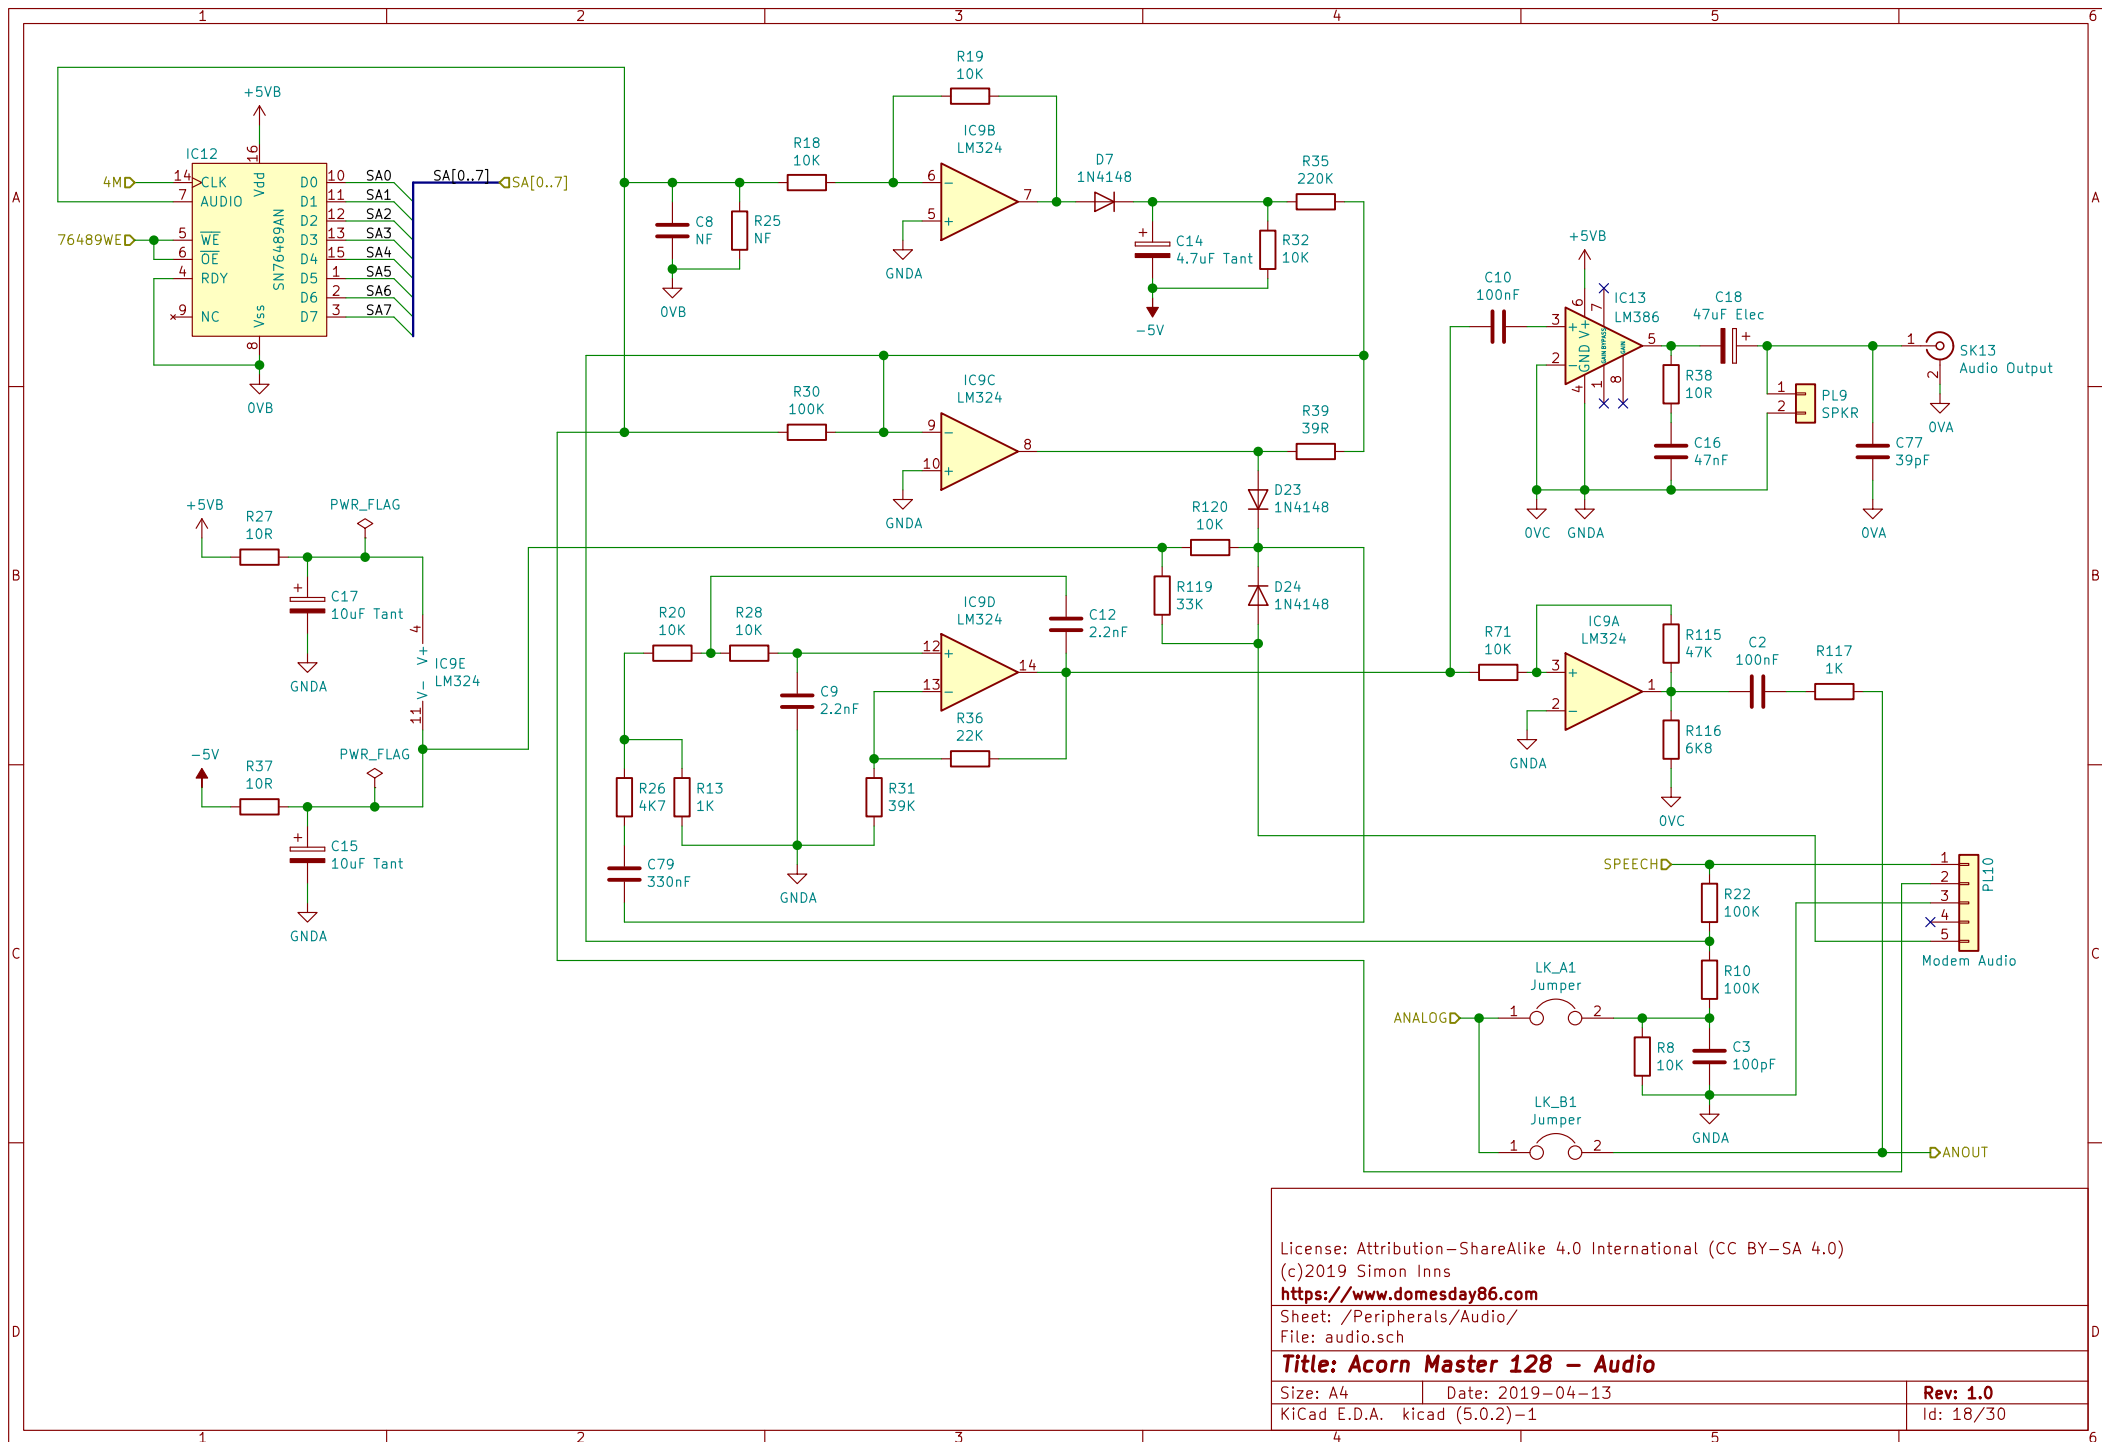 1 2 3 4 5 6
A
B
C
D
A
B
C
D
1 2 3 4 5 6
+5VB
IC12
16
Vdd
SN76489AN
4M
14
CLK
7
AUDIO
76489WE
5
WE
6
OE
4
RDY
9
NC
Vss
8
0VB
D0 10 SA0
D1 11 SA1
D2 12 SA2
D3 13 SA3
D4 15 SA4
D5 1 SA5
D6 2 SA6
D7 3 SA7
SA[0..7]
SA[0..7]
R19
10K
R18
10K
IC9B
LM324
6
5
7
−
+
GNDA
C8
NF
R25
NF
0VB
D7
1N4148
+
C14
4.7uF Tant
−5V
R35
220K
R32
10K
R30
100K
IC9C
LM324
9
10
8
−
+
GNDA
R39
39R
D23
1N4148
R120
10K
R119
33K
D24
1N4148
C10
100nF
+5VB
IC13
LM386
3
2
6
7
5
4
1
8
+
−
V+
GND
BYPASS
GAIN
GAIN
C18
47uF Elec
+
R38
10R
C16
47nF
1
2
PL9
SPKR
1
2
SK13
Audio Output
0VA
C77
39pF
0VA
0VC
GNDA
+5VB
R27
10R
PWR_FLAG
+
C17
10uF Tant
GNDA
4
V+
IC9E
LM324
V−
11
−5V
R37
10R
PWR_FLAG
+
C15
10uF Tant
GNDA
R20
10K
R28
10K
IC9D
LM324
12
13
14
+
−
C12
2.2nF
C9
2.2nF
R36
22K
R26
4K7
R13
1K
R31
39K
C79
330nF
GNDA
R71
10K
IC9A
LM324
3
2
1
+
−
GNDA
R115
47K
C2
100nF
R117
1K
R116
6K8
0VC
SPEECH
R22
100K
R10
100K
1
2
3
4
5
PL10
Modem Audio
LK_A1
Jumper
ANALOG
1 2
R8
10K
C3
100pF
GNDA
LK_B1
Jumper
1 2
ANOUT
License: Attribution−ShareAlike 4.0 International (CC BY−SA 4.0)
(c)2019 Simon Inns
https://www.domesday86.com
Sheet: /Peripherals/Audio/
File: audio.sch
Title: Acorn Master 128 − Audio
Size: A4 Date: 2019−04−13 Rev: 1.0
KiCad E.D.A. kicad (5.0.2)−1 Id: 18/30